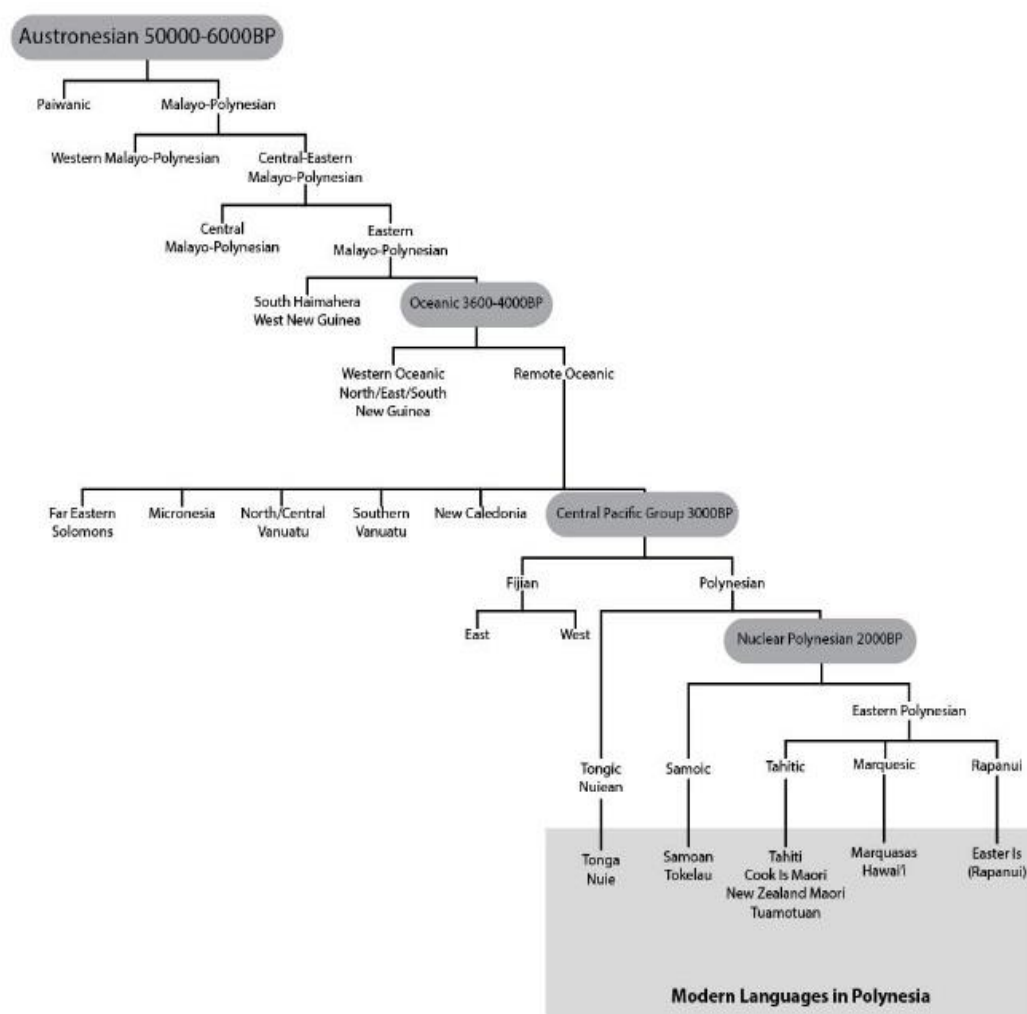 Austronesian 50000-6000BP
Paiwanic
Malayo-Polynesian
Western Malayo-Polynesian
Central-Eastern
Malayo-Polynesian
Central
Malayo-Polynesian
Eastern
Malayo-Polynesian
South Haimahera
West New Guinea
Oceanic 3600-4000BP
Western Oceanic
North/East/South
New Guinea
Remote Oceanic
Far Eastern
Solomons
Micronesia
North/Central
Vanuatu
Southern
Vanuatu
New Caledonia
Central Pacific Group 3000BP
Fijian
Polynesian
East
West
Nuclear Polynesian 2000BP
Eastern Polynesian
Tongic
Nuiean
Samoic
Tahitic
Marquesic
Rapanui
Tonga
Nuie
Samoan
Tokelau
Tahiti
Cook Is Maori
New Zealand Maori
Tuamotuan
Marquasas
Hawai'i
Easter Is
(Rapanui)
Modern Languages in Polynesia